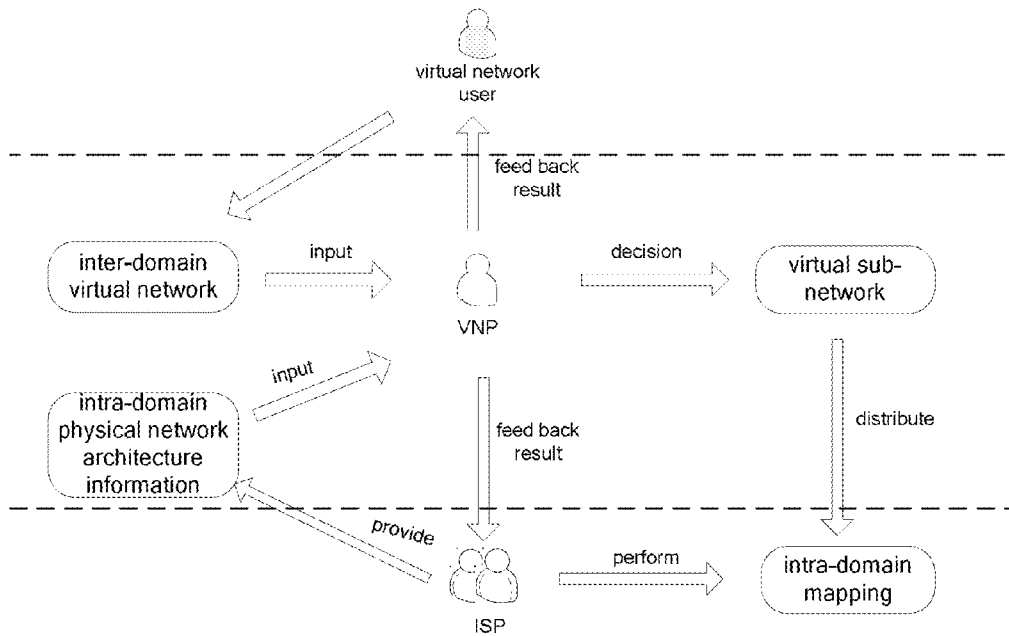 virtual network
user
feed back
result
inter-domain
virtual network
input
VNP
decision
virtual sub-
network
input
intra-domain
physical network
architecture
information
feed back
result
distribute
provide
ISP
perform
intra-domain
mapping